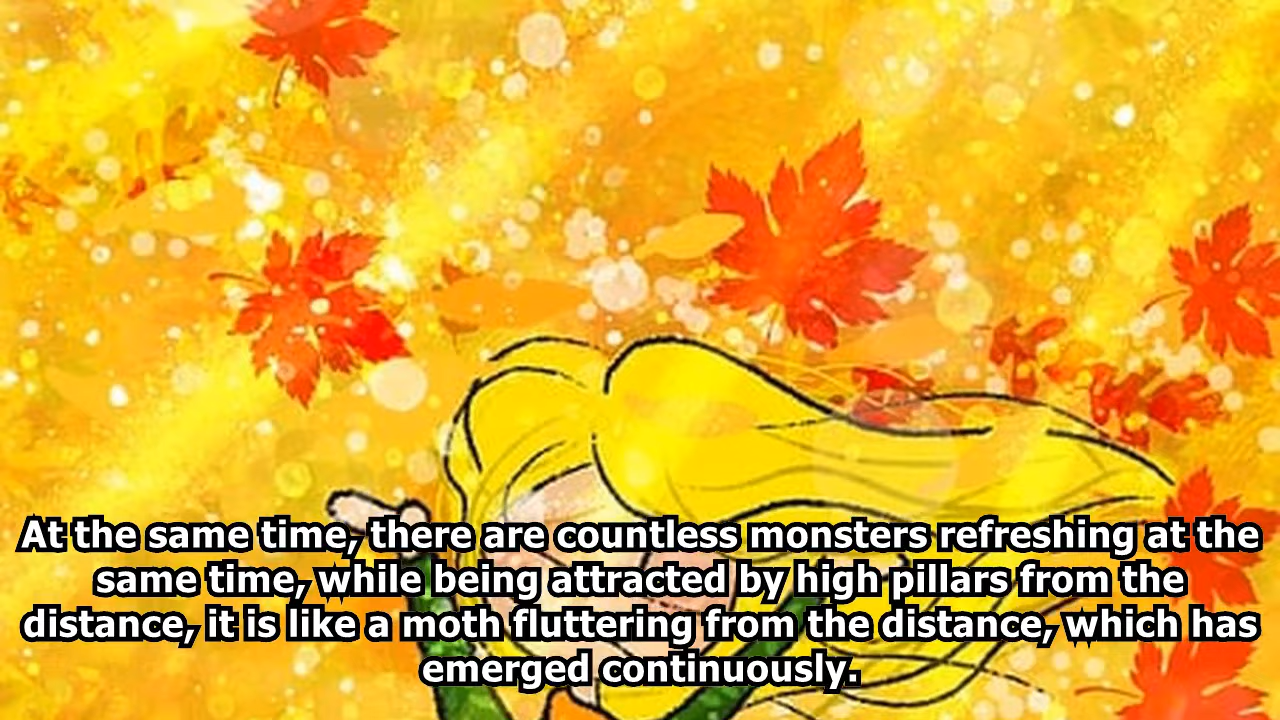 At the same time, there are countless monsters refreshing at the
same time, while being attracted by high pillars from the
distance, it is like a moth fluttering from the distance, which has
emerged continuously.